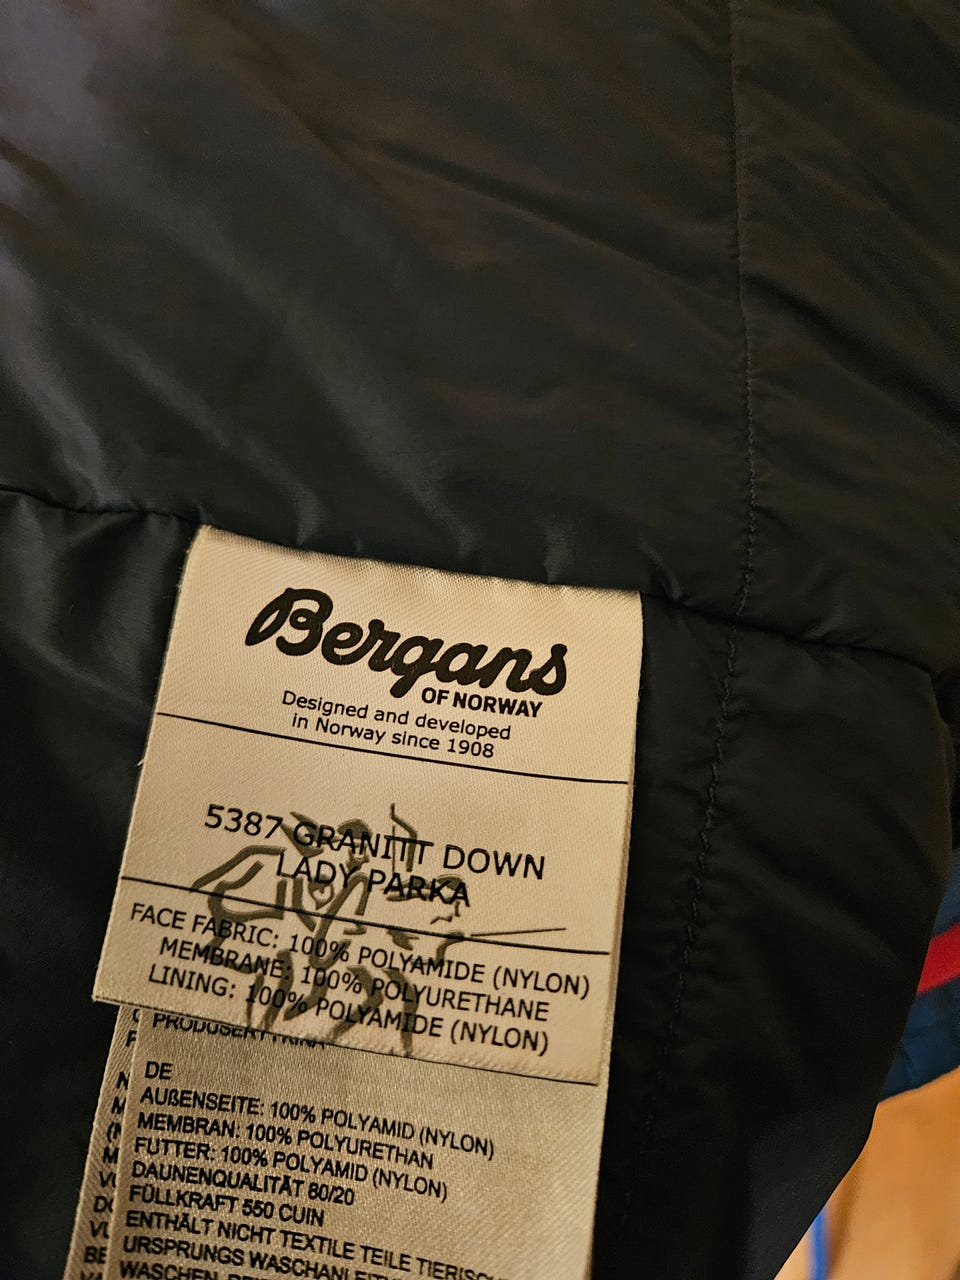 Bergans
OF NORWAY
Designed and developed
in Norway since 1908
5387 GRANITT DOWN
LADY PARKA
FACE FABRIC: 100% POLYAMIDE (NYLON)
MEMBRANE: 100% POLYURETHANE
LINING: 100% POLYAMIDE (NYLON)
DE
AUßENSEITE: 100% POLYAMID (NYLON)
MEMBRAN: 100% POLYURETHAN
FUTTER: 100% POLYAMID (NYLON)
DAUNENQUALITÄT 80/20
FÜLLKRAFT 550 CUIN
ENTHÄLT NICHT TEXTILE TEILE
URSPRUNGS
WASCHEN